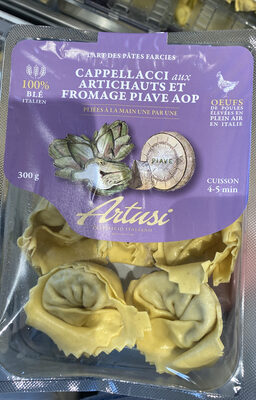 L'ART DES PÂTES FARCIES
CAPPELLACCI aux
ARTICHAUTS ET
FROMAGE PIAVE AOP
PLIÉES À LA MAIN UNE PAR UNE
100%
BLÉ
ITALIEN
OEUFS
DE POULES
ÉLEVÉES EN
PLEIN AIR
EN ITALIE
PIAVE
300 g
CUISSON
4-5 min
Artusi